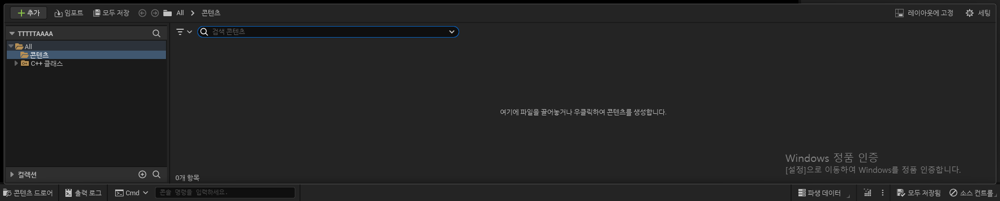 추가 임포트 모두 저장 All 콘텐츠 레이아웃에 고정 세팅
TTTTTAAAA 검색 콘텐츠
All
콘텐츠
C++ 클래스
여기에 파일을 끌어놓거나 우클릭하여 콘텐츠를 생성합니다.
Windows 정품 인증
[설정]으로 이동하여 Windows를 정품 인증합니다.
컬렉션 0개 항목
콘텐츠 드로어 출력 로그 Cmd 콘솔 명령을 입력하세요. 파생 데이터 모두 저장됨 소스 컨트롤